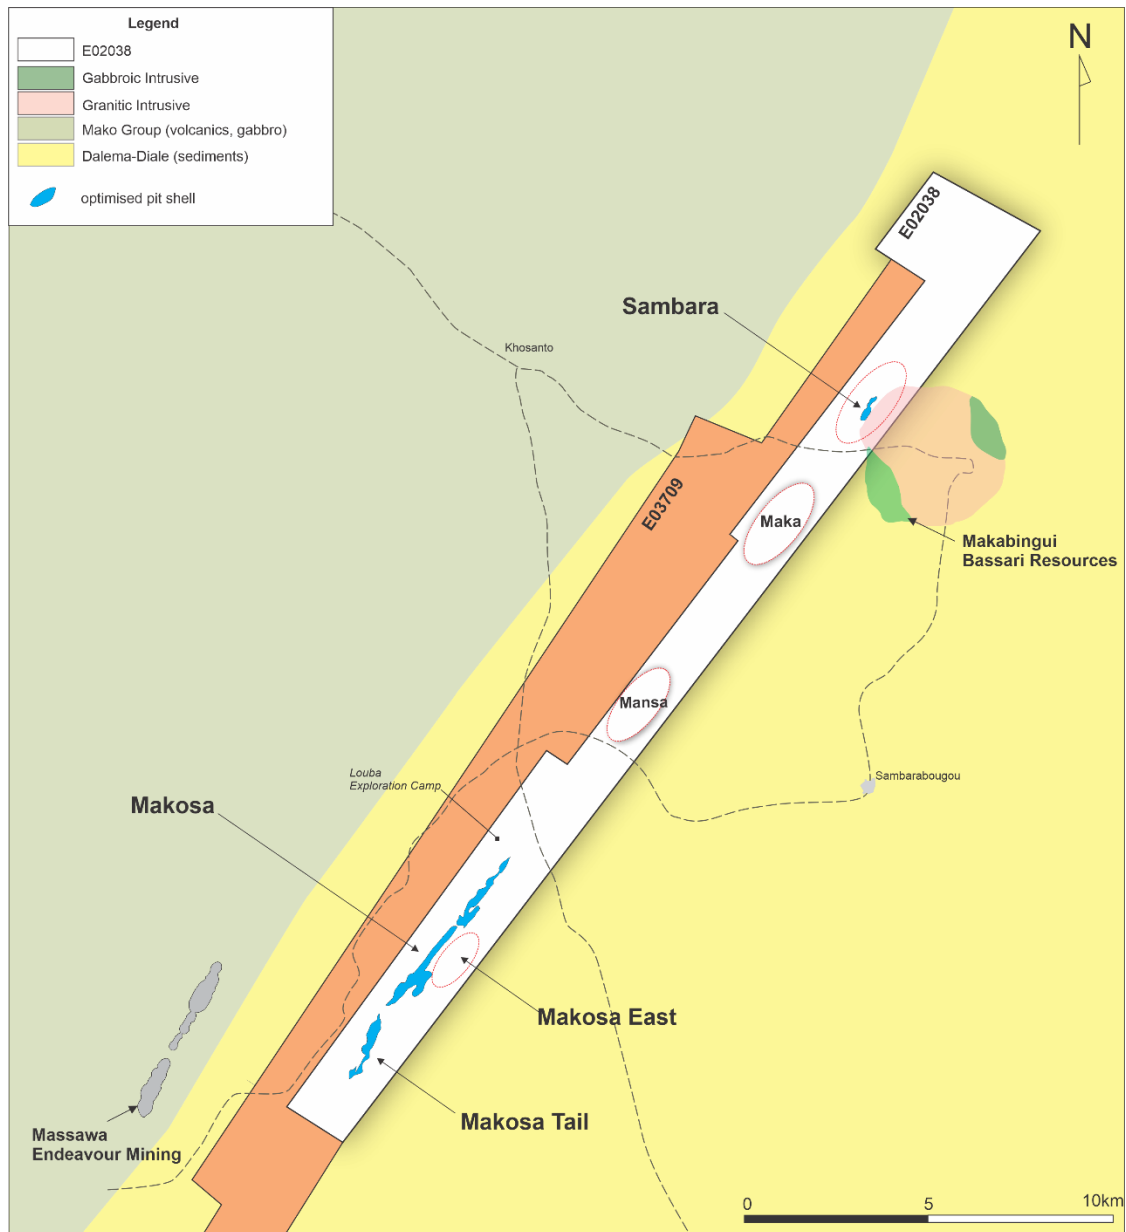 Legend
E02038
Gabbroic Intrusive
Granitic Intrusive
Mako Group (volcanics, gabbro)
Dalema-Diale (sediments)
optimised pit shell
N
E02038
Sambara
Khosanto
E03709
Maka
Makabingui
Bassari Resources
Mansa
Louba
Exploration Camp
Sambarabougou
Makosa
Makosa East
Makosa Tail
Massawa
Endeavour Mining
0 5 10km